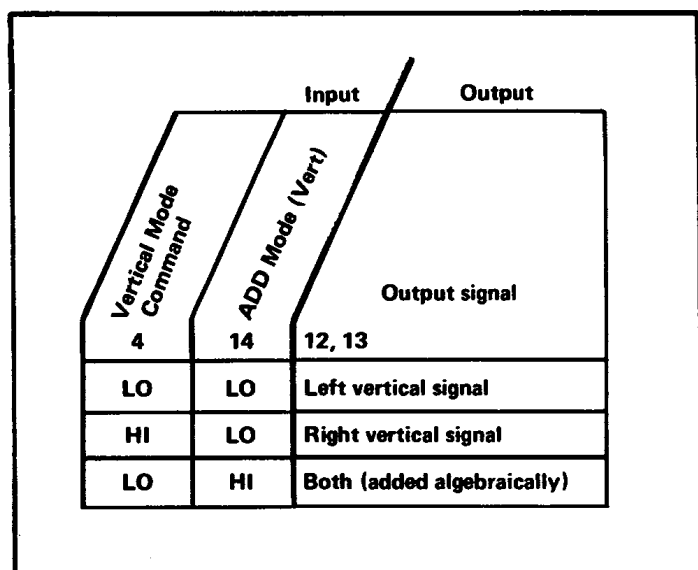 Input Output
Vertical Mode
Command
ADD Mode (Vert)
Output signal
4 14 12, 13
LO LO Left vertical signal
HI LO Right vertical signal
LO HI Both (added algebraically)